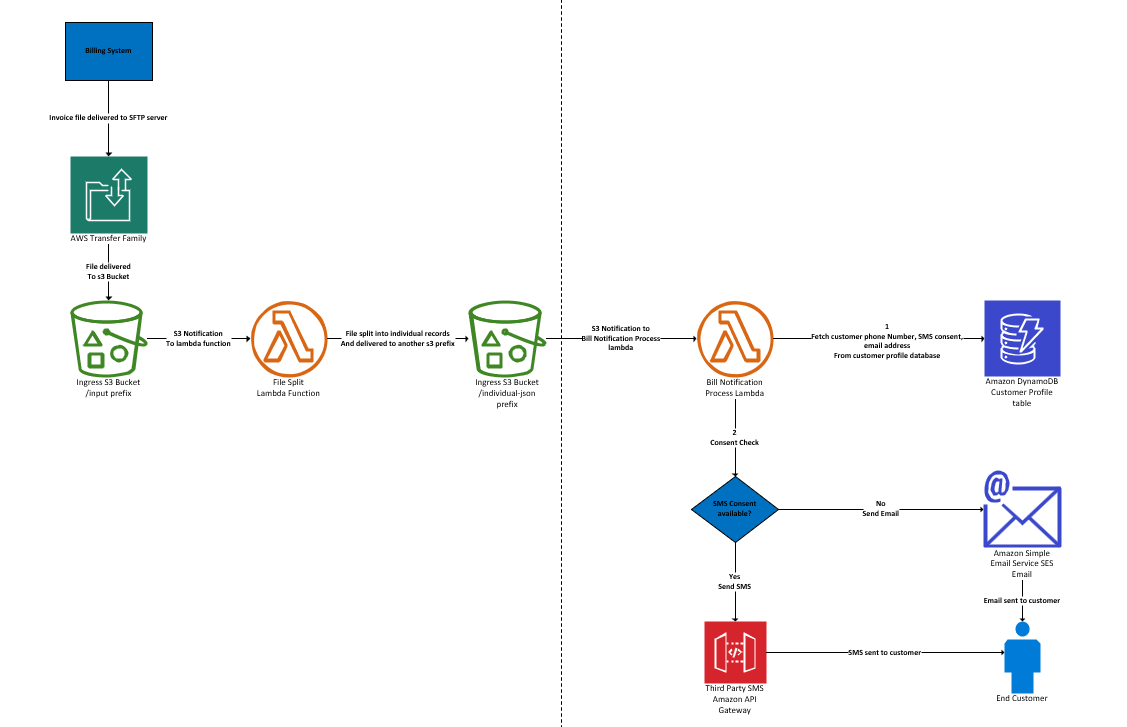 Billing System
Invoice file delivered to SFTP server
AWS Transfer Family
File delivered
To s3 Bucket
Ingress S3 Bucket
/input prefix
S3 Notification
To lambda function
File Split
Lambda Function
File split into individual records
And delivered to another s3 prefix
Ingress S3 Bucket
/individual-json
prefix
S3 Notification to
Bill Notification Process
lambda
Bill Notification
Process Lambda
1
Fetch customer phone Number, SMS consent,
email address
From customer profile database
Amazon DynamoDB
Customer Profile
table
2
Consent Check
SMS Consent
available?
No
Send Email
@
Amazon Simple
Email Service SES
Email
Email sent to customer
Yes
Send SMS
</>
Third Party SMS
Amazon API
Gateway
SMS sent to customer
End Customer